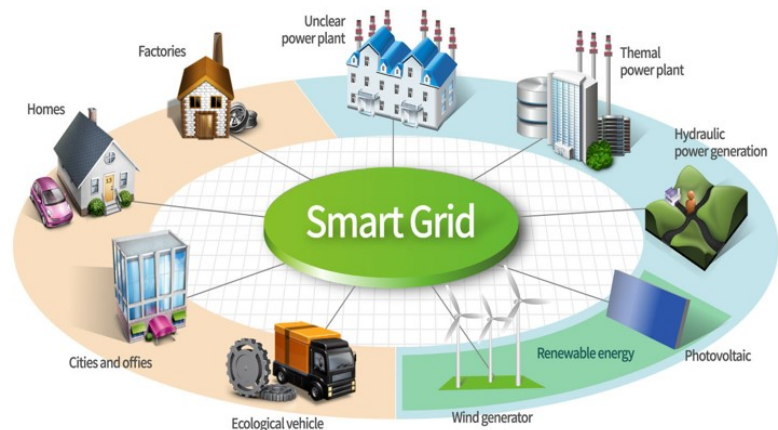 Unclear
power plant
Factories
Themal
power plant
Homes
Hydraulic
power generation
Smart Grid
Cities and offies
Renewable energy
Photovoltaic
Ecological vehicle
Wind generator